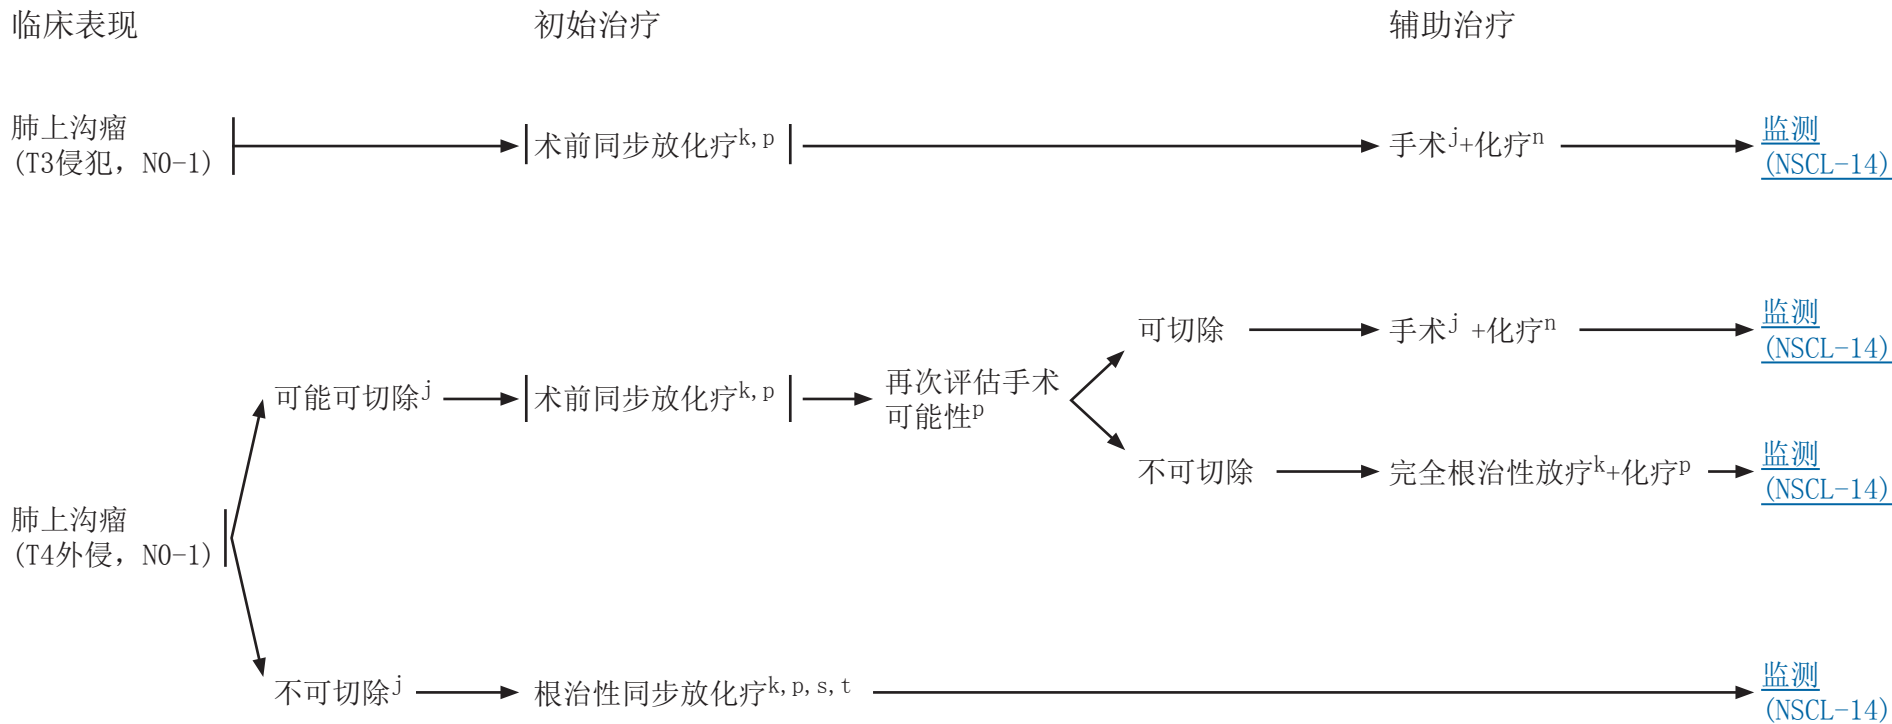 临床表现
初始治疗
辅助治疗
肺上沟瘤
(T3侵犯，N0-1)
术前同步放化疗k,p
手术j+化疗n
监测
(NSCL-14)
肺上沟瘤
(T4外侵，N0-1)
可能可切除j
术前同步放化疗k,p
再次评估手术
可能性p
可切除
手术j +化疗n
监测
(NSCL-14)
不可切除
完全根治性放疗k+化疗p
监测
(NSCL-14)
不可切除j
根治性同步放化疗k,p,s,t
监测
(NSCL-14)